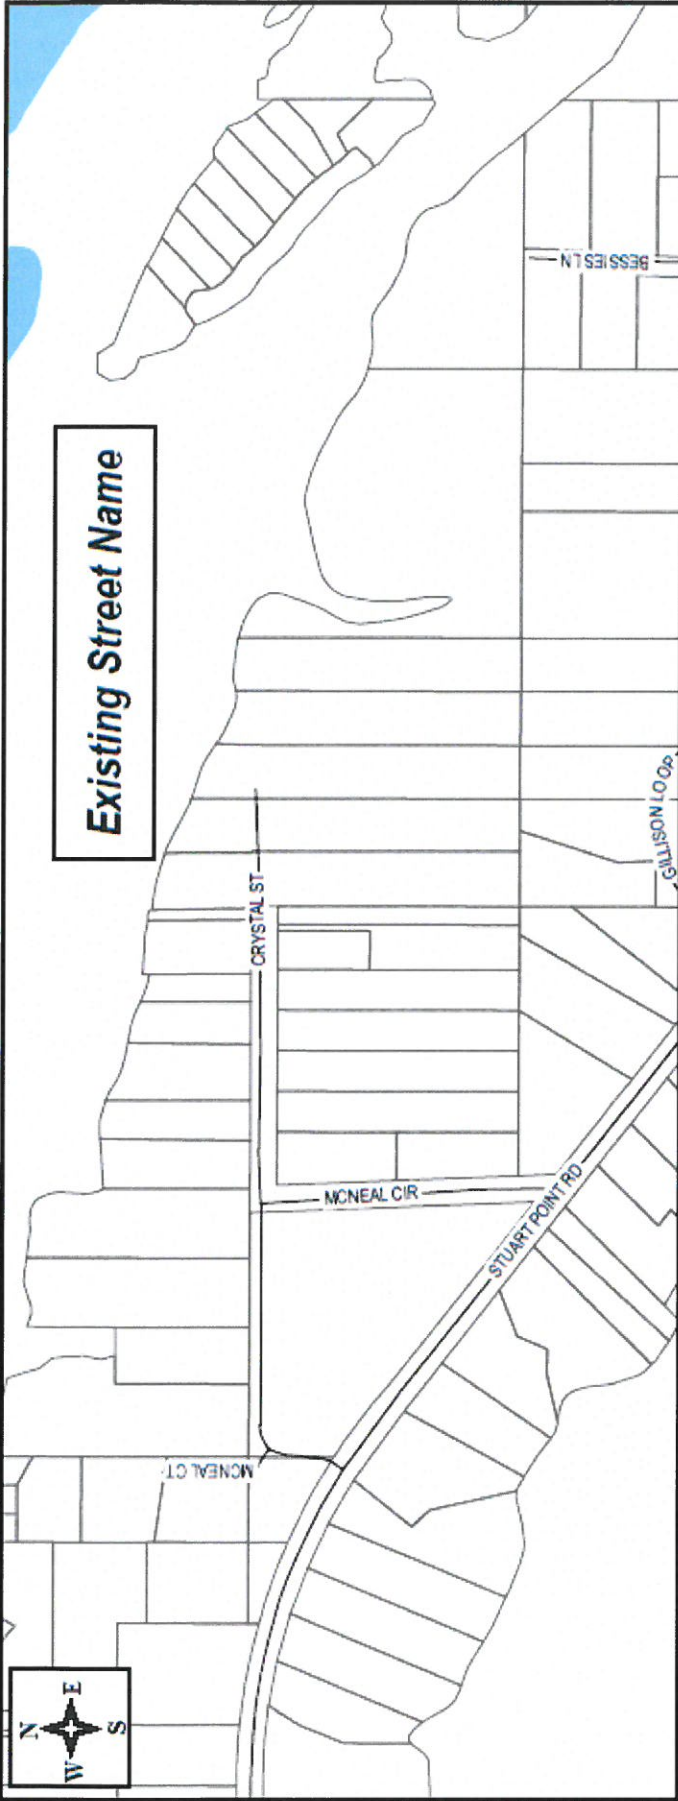 Existing Street Name
N
W
E
S
MCNEAL CT
CRYSTAL ST
MCNEAL CIR
STUART POINT RD
GILLISON LOOP
BESSIES LN